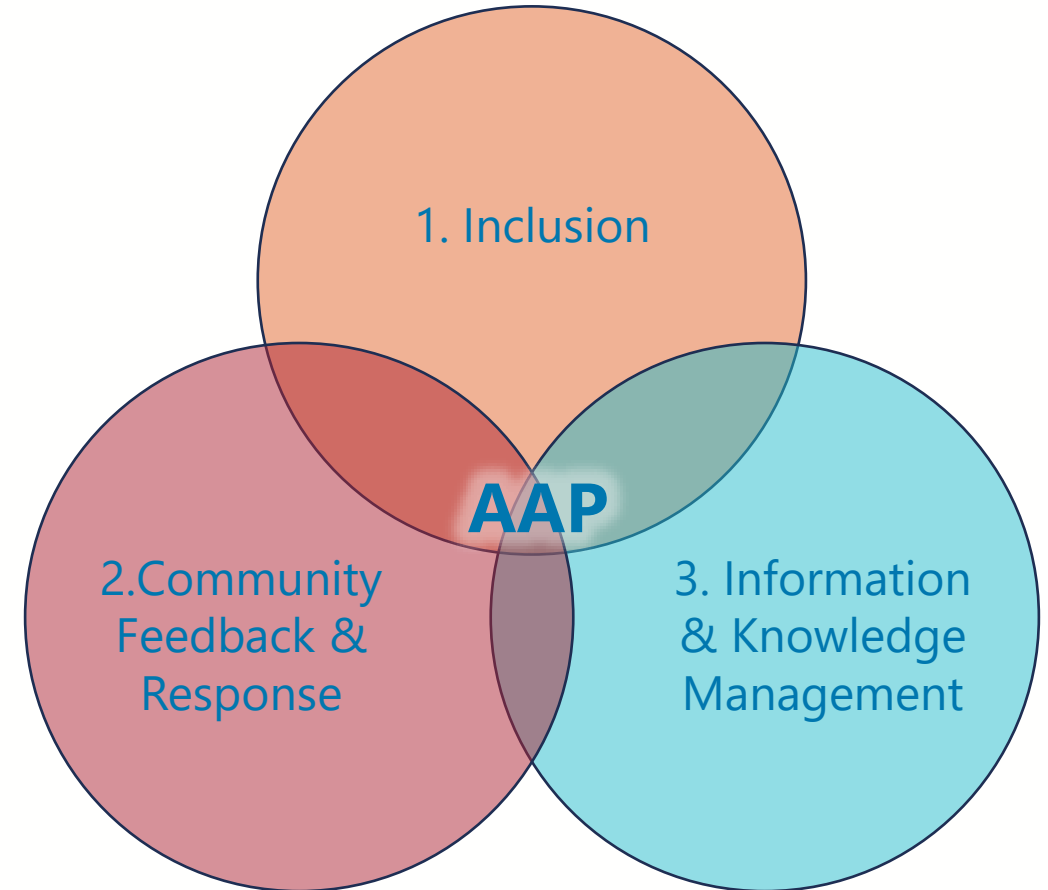 1. Inclusion
AAP
2.Community
Feedback &
Response
3. Information
& Knowledge
Management